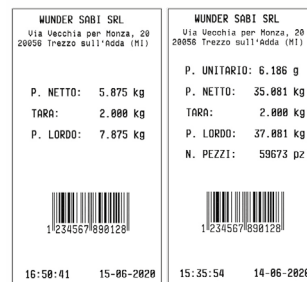 WUNDER SABI SRL
Via Vecchia per Monza, 20
20056 Trezzo sull'Adda (MI)
P. NETTO: 5.875 kg
TARA: 2.000 kg
P. LORDO: 7.875 kg
1 234567 890128
16:50:41 15-06-2020
WUNDER SABI SRL
Via Vecchia per Monza, 20
20056 Trezzo sull'Adda (MI)
P. UNITARIO: 6.186 g
P. NETTO: 35.081 kg
TARA: 2.000 kg
P. LORDO: 37.081 kg
N. PEZZI: 59673 pz
1 234567 890128
15:35:54 14-06-2020